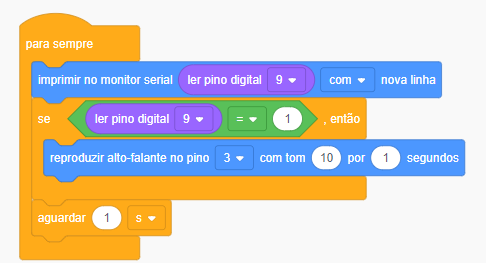 para sempre
imprimir no monitor serial ler pino digital 9 com nova linha
se ler pino digital 9 = 1 , então
reproduzir alto-falante no pino 3 com tom 10 por 1 segundos
aguardar 1 s